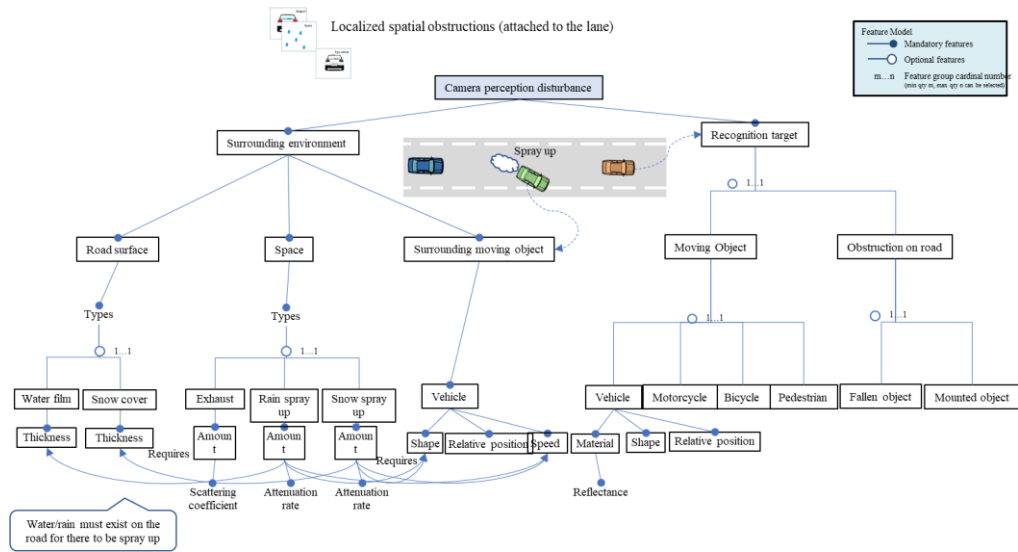 Localized spatial obstructions (attached to the lane)
Feature Model
Mandatory features
Optional features
m…n Feature group cardinal number
(min qty m, max qty n can be selected)
Camera perception disturbance
Surrounding environment
Recognition target
Spray up
1…1
Road surface
Space
Surrounding moving object
Moving Object
Obstruction on road
Types
Types
1…1
1…1
1…1
1…1
Water film
Snow cover
Exhaust
Rain spray
up
Snow spray
up
Vehicle
Vehicle
Motorcycle
Bicycle
Pedestrian
Fallen object
Mounted object
Thickness
Thickness
Amoun
t
Amoun
t
Amoun
t
Shape
Relative position
Speed
Material
Shape
Relative position
Requires
Requires
Scattering
coefficient
Attenuation
rate
Attenuation
rate
Reflectance
Water/rain must exist on the
road for there to be spray up